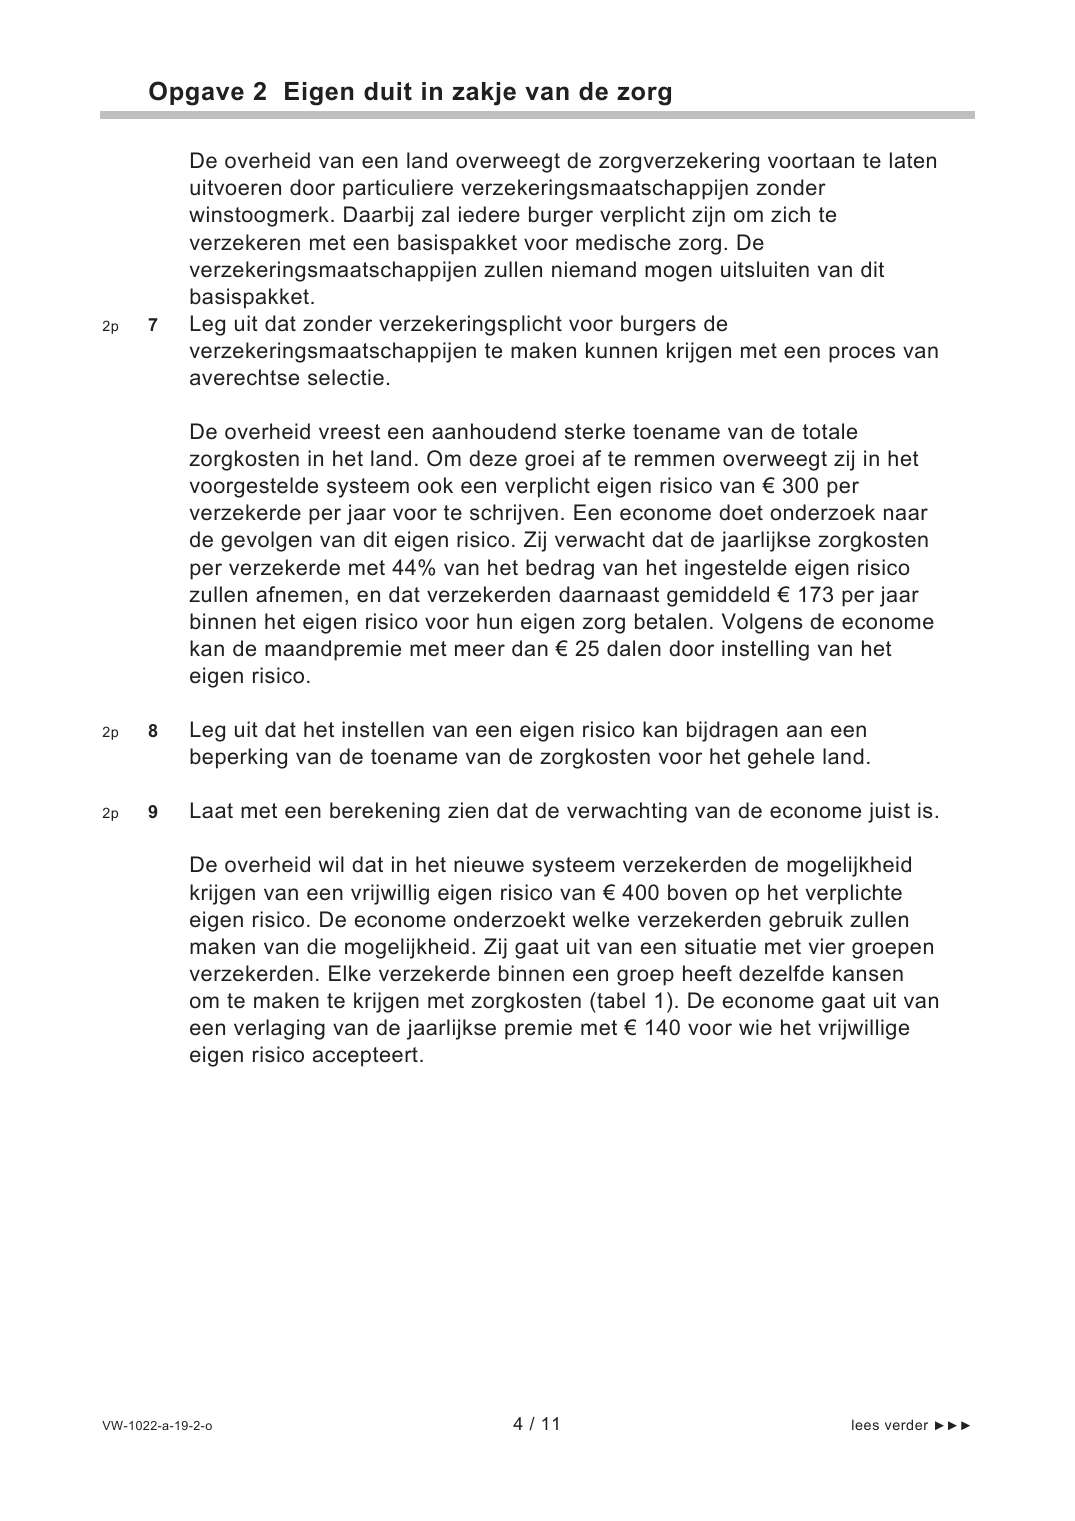 Opgave 2  Eigen duit in zakje van de zorg
De overheid van een land overweegt de zorgverzekering voortaan te laten
uitvoeren door particuliere verzekeringsmaatschappijen zonder
winstoogmerk. Daarbij zal iedere burger verplicht zijn om zich te
verzekeren met een basispakket voor medische zorg. De
verzekeringsmaatschappijen zullen niemand mogen uitsluiten van dit
basispakket.
2p 7 Leg uit dat zonder verzekeringsplicht voor burgers de
verzekeringsmaatschappijen te maken kunnen krijgen met een proces van
averechtse selectie.
De overheid vreest een aanhoudend sterke toename van de totale
zorgkosten in het land. Om deze groei af te remmen overweegt zij in het
voorgestelde systeem ook een verplicht eigen risico van € 300 per
verzekerde per jaar voor te schrijven. Een econome doet onderzoek naar
de gevolgen van dit eigen risico. Zij verwacht dat de jaarlijkse zorgkosten
per verzekerde met 44% van het bedrag van het ingestelde eigen risico
zullen afnemen, en dat verzekerden daarnaast gemiddeld € 173 per jaar
binnen het eigen risico voor hun eigen zorg betalen. Volgens de econome
kan de maandpremie met meer dan € 25 dalen door instelling van het
eigen risico.
2p 8 Leg uit dat het instellen van een eigen risico kan bijdragen aan een
beperking van de toename van de zorgkosten voor het gehele land.
2p 9 Laat met een berekening zien dat de verwachting van de econome juist is.
De overheid wil dat in het nieuwe systeem verzekerden de mogelijkheid
krijgen van een vrijwillig eigen risico van € 400 boven op het verplichte
eigen risico. De econome onderzoekt welke verzekerden gebruik zullen
maken van die mogelijkheid. Zij gaat uit van een situatie met vier groepen
verzekerden. Elke verzekerde binnen een groep heeft dezelfde kansen
om te maken te krijgen met zorgkosten (tabel 1). De econome gaat uit van
een verlaging van de jaarlijkse premie met € 140 voor wie het vrijwillige
eigen risico accepteert.
VW-1022-a-19-2-o 4 / 11 lees verder ►►►